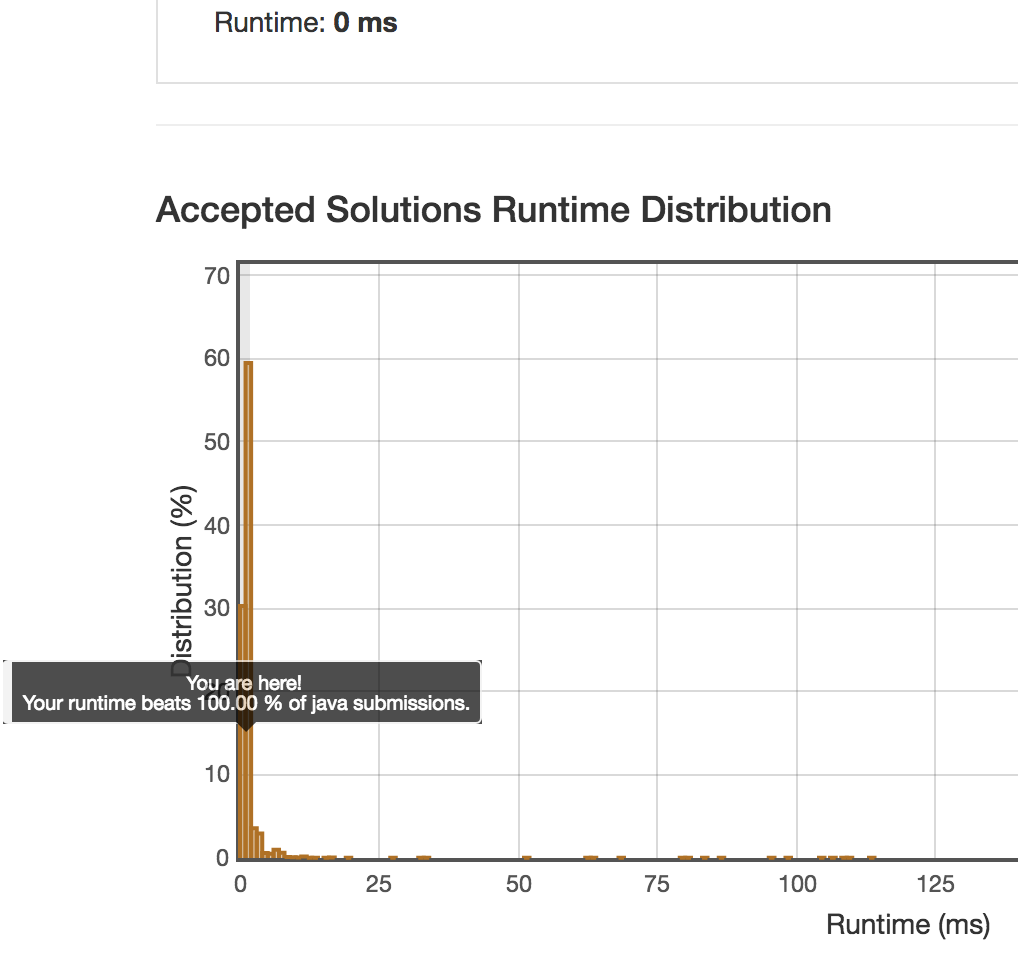 Runtime: 0 ms
Accepted Solutions Runtime Distribution
70
60
50
40
30
10
0
Distribution (%)
You are here!
Your runtime beats 100.00 % of java submissions.
0 25 50 75 100 125
Runtime (ms)